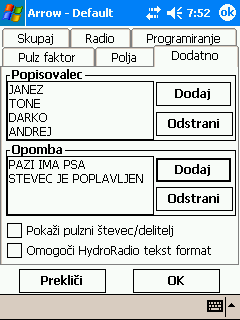 Arrow - Default 7:52 ok
Skupaj Radio Programiranje
Pulz faktor Polja Dodatno
Popisovalec
JANEZ
TONE
DARKO
ANDREJ
Dodaj
Odstrani
Opomba
PAZI IMA PSA
STEVEC JE POPLAVLJEN
Dodaj
Odstrani
Pokaži pulzni števec/delitelj
Omogoči HydroRadio tekst format
Prekliči OK